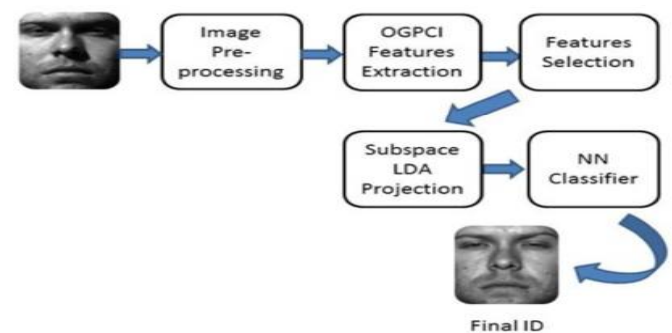 Image
Pre-
processing
OGPCI
Features
Extraction
Features
Selection
Subspace
LDA
Projection
NN
Classifier
Final ID